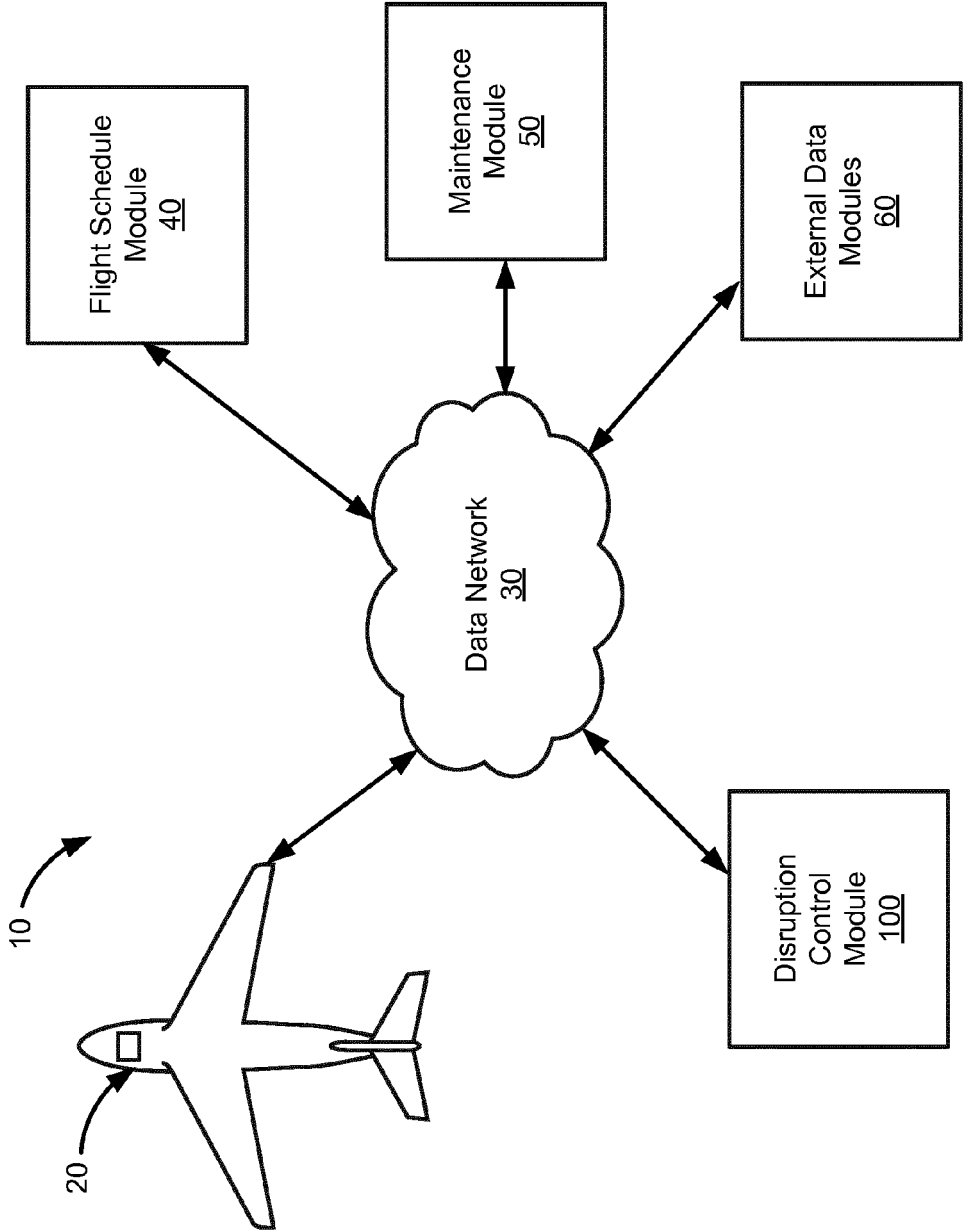 10
20
Flight Schedule
Module
40
Data Network
30
Maintenance
Module
50
Disruption
Control
Module
100
External Data
Modules
60